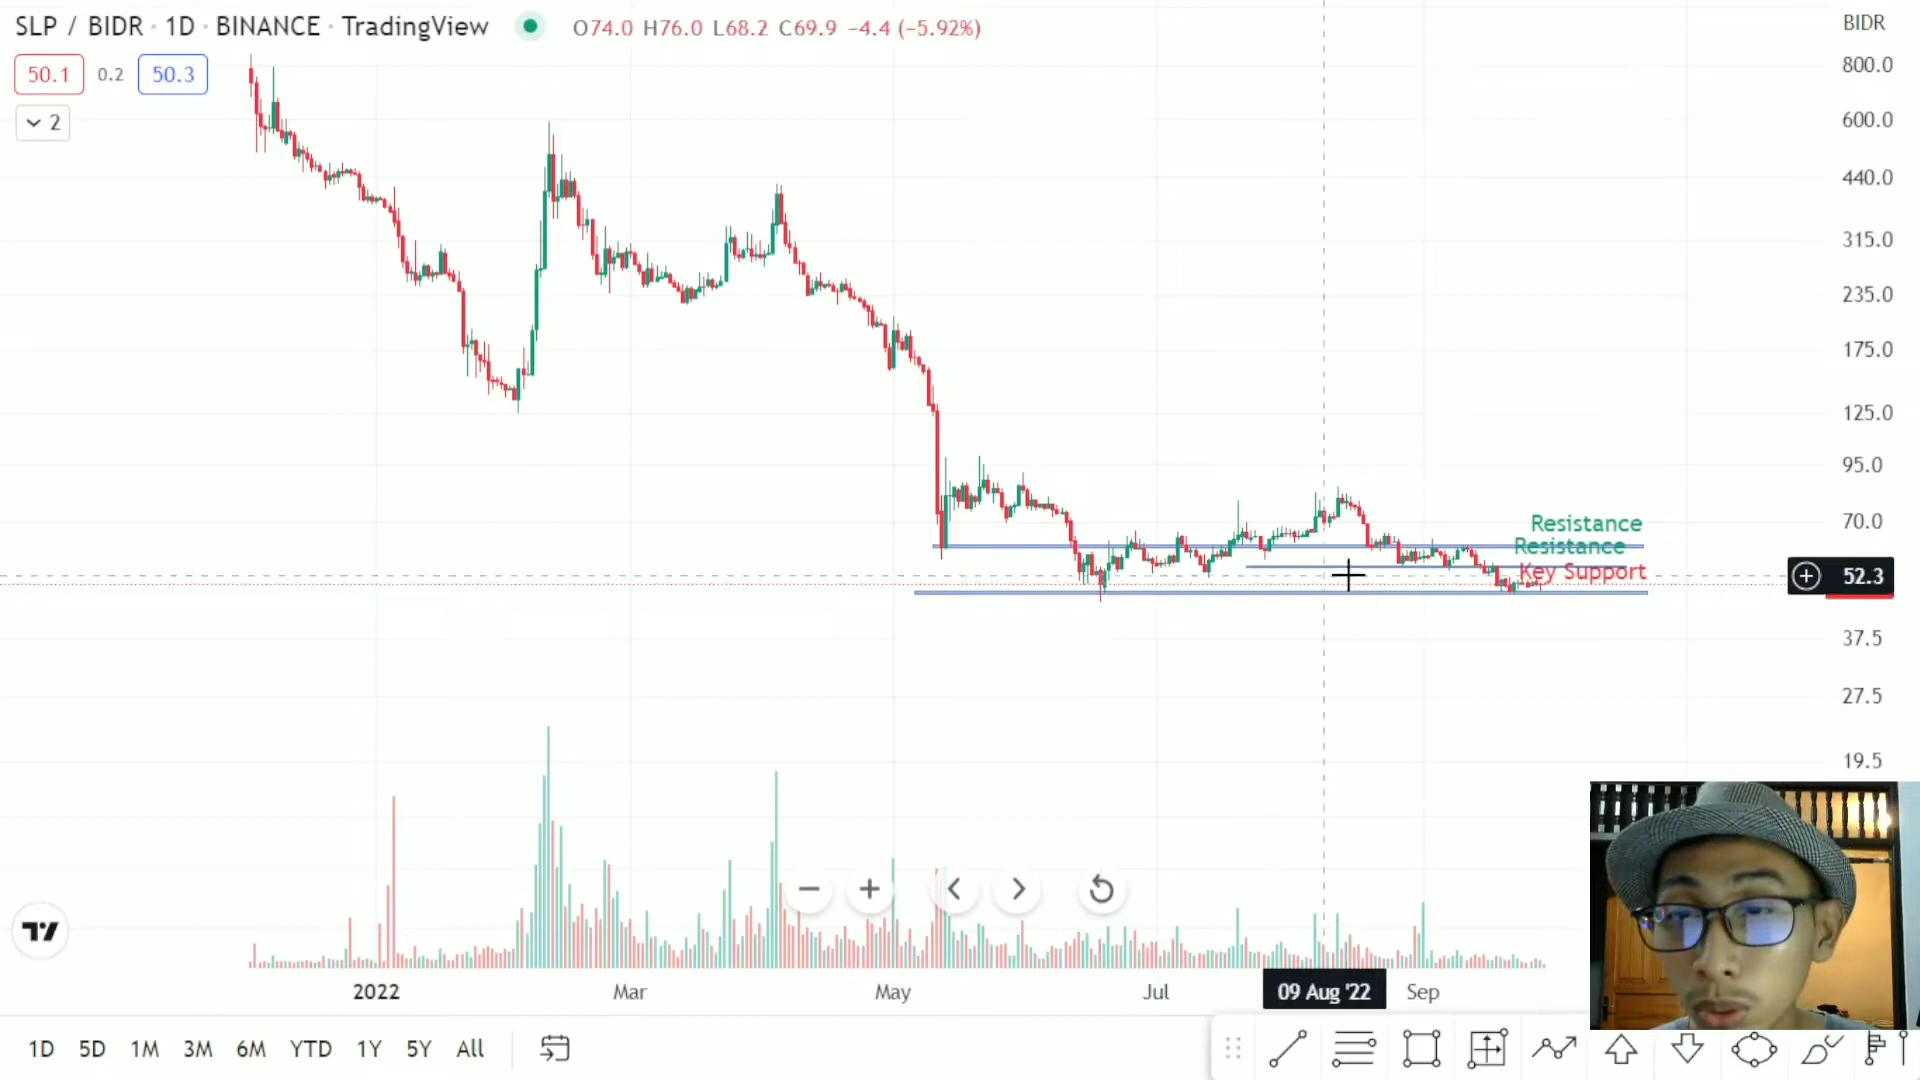 SLP / BIDR · 1D · BINANCE · TradingView
O74.0 H76.0 L68.2 C69.9 −4.4 (−5.92%)
BIDR
50.1 0.2 50.3
2
800.0
600.0
440.0
315.0
235.0
175.0
125.0
95.0
70.0
Resistance
Resistance
Key Support
52.3
37.5
27.5
19.5
2022 Mar May Jul 09 Aug '22 Sep
1D 5D 1M 3M 6M YTD 1Y 5Y All